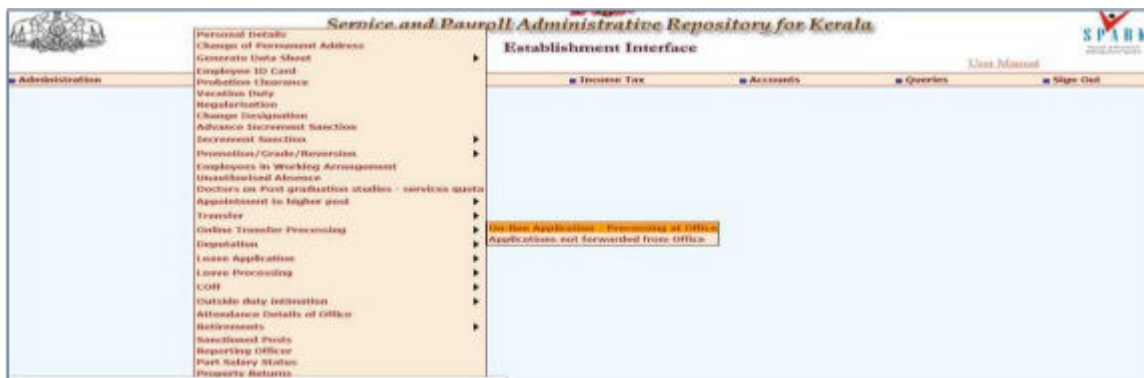 Service and Payroll Administrative Repository for Kerala
SPARK
Establishment Interface
User Manual
Administration
Income Tax
Accounts
Queries
Sign Out
Personal Details
Change of Permanent Address
Generate Data Sheet
Employee ID Card
Probation Clearance
Vacation Duty
Regularisation
Change Designation
Advance Increment Sanction
Increment Sanction
Promotion/Grade/Reversion
Employees in Working Arrangement
Unauthorised Absence
Doctors on Post graduation studies - services quota
Appointment to higher post
Transfer
Online Transfer Processing
Deputation
Leave Application
Leave Processing
COff
Outside duty intimation
Attendance Details of Office
Retirements
Sanctioned Posts
Reporting Officer
Part Salary Status
Property Returns
On line Application - Processing at Office
Applications not forwarded from Office